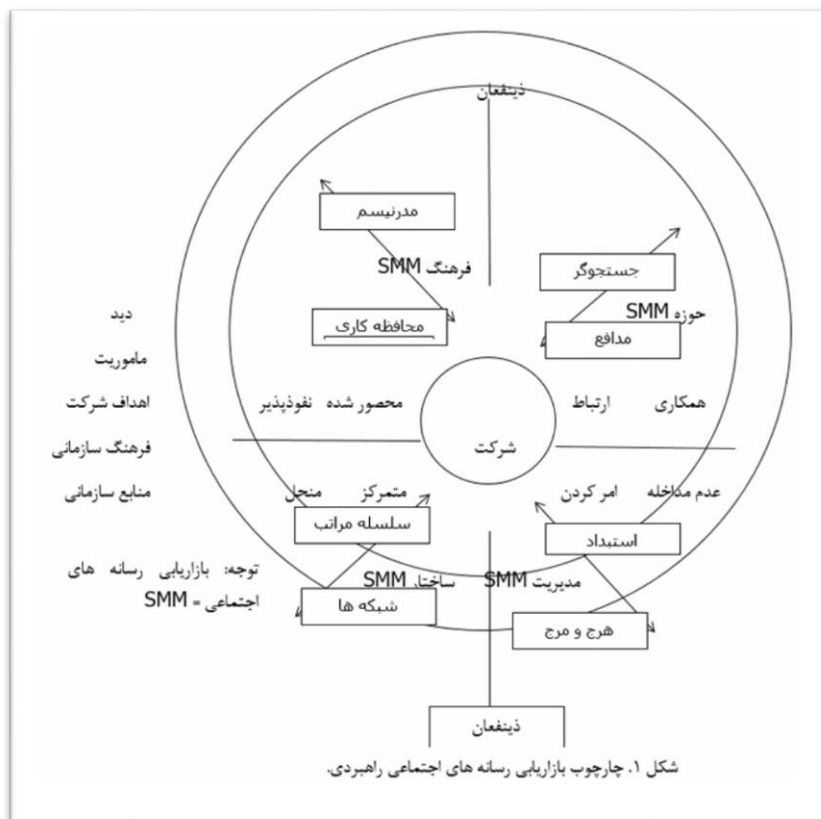 ذینفعان
مدرنیسم
فرهنگ SMM
محافظه کاری
جستجوگر
حوزه SMM
مدافع
دید
ماموریت
اهداف شرکت
فرهنگ سازمانی
منابع سازمانی
همکاری ارتباط
محصور شده نفوذپذیر
شرکت
عدم مداخله امر کردن
متمرکز منحل
سلسله مراتب
استبداد
ساختار SMM
مدیریت SMM
شبکه ها
هرج و مرج
توجه: بازاریابی رسانه های
اجتماعی = SMM
ذینفعان
شکل ۱. چارچوب بازاریابی رسانه های اجتماعی راهبردی.